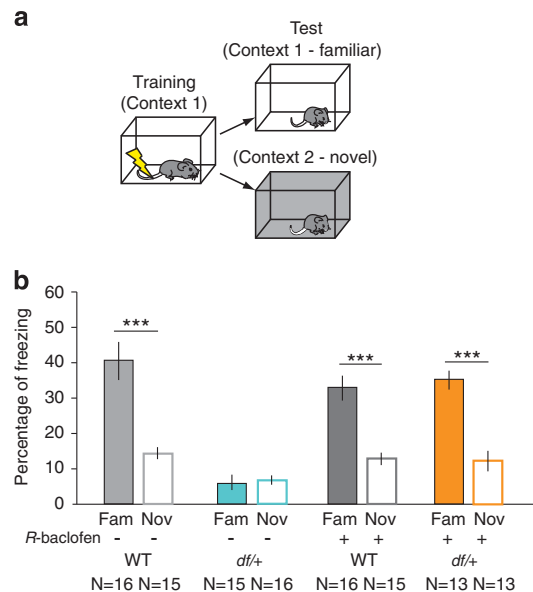 a
Test
(Context 1 - familiar)
Training
(Context 1)
(Context 2 - novel)
b
Percentage of freezing
60
50
40
30
20
10
0
*** *** ***
Fam Nov Fam Nov Fam Nov Fam Nov
R-baclofen - - - - + + + +
WT df/+ WT df/+
N=16 N=15 N=15 N=16 N=16 N=15 N=13 N=13